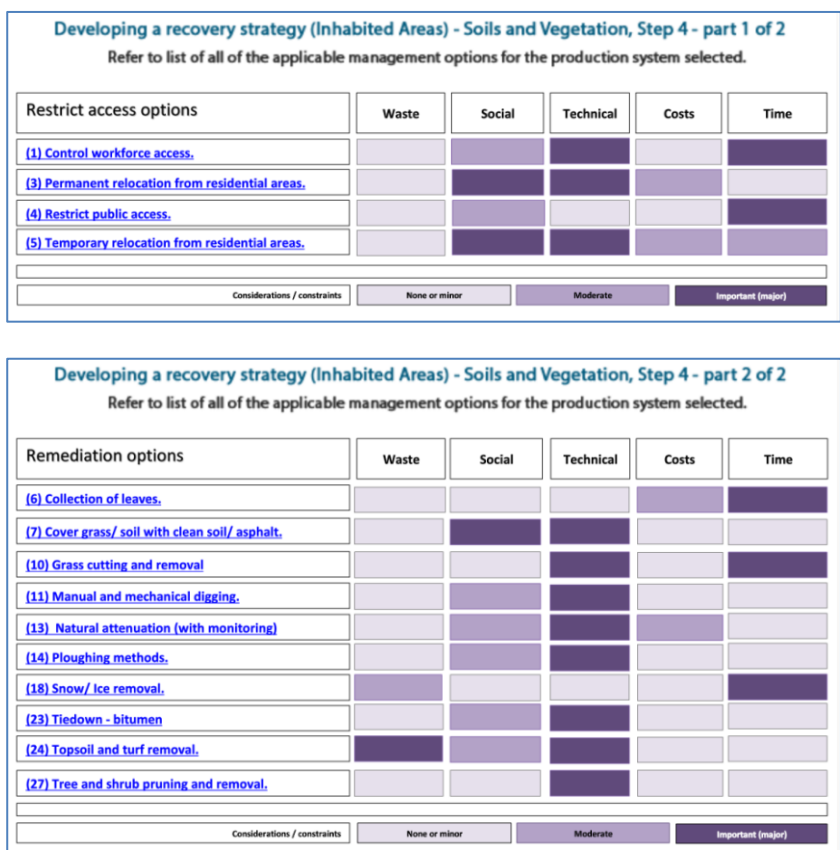 Developing a recovery strategy (Inhabited Areas) - Soils and Vegetation, Step 4 - part 1 of 2
Refer to list of all of the applicable management options for the production system selected.
Restrict access options Waste Social Technical Costs Time
(1) Control workforce access.
(3) Permanent relocation from residential areas.
(4) Restrict public access.
(5) Temporary relocation from residential areas.
Considerations / constraints None or minor Moderate Important (major)
Developing a recovery strategy (Inhabited Areas) - Soils and Vegetation, Step 4 - part 2 of 2
Refer to list of all of the applicable management options for the production system selected.
Remediation options Waste Social Technical Costs Time
(6) Collection of leaves.
(7) Cover grass/ soil with clean soil/ asphalt.
(10) Grass cutting and removal
(11) Manual and mechanical digging.
(13) Natural attenuation (with monitoring)
(14) Ploughing methods.
(18) Snow/ Ice removal.
(23) Tiedown - bitumen
(24) Topsoil and turf removal.
(27) Tree and shrub pruning and removal.
Considerations / constraints None or minor Moderate Important (major)